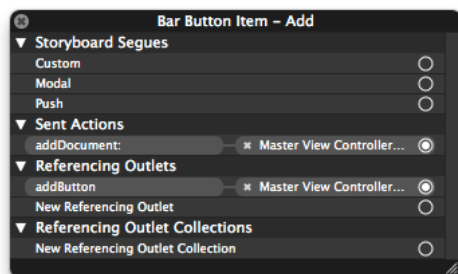 Bar Button Item – Add
Storyboard Segues
Custom
Modal
Push
Sent Actions
addDocument: Master View Controller...
Referencing Outlets
addButton Master View Controller...
New Referencing Outlet
Referencing Outlet Collections
New Referencing Outlet Collection